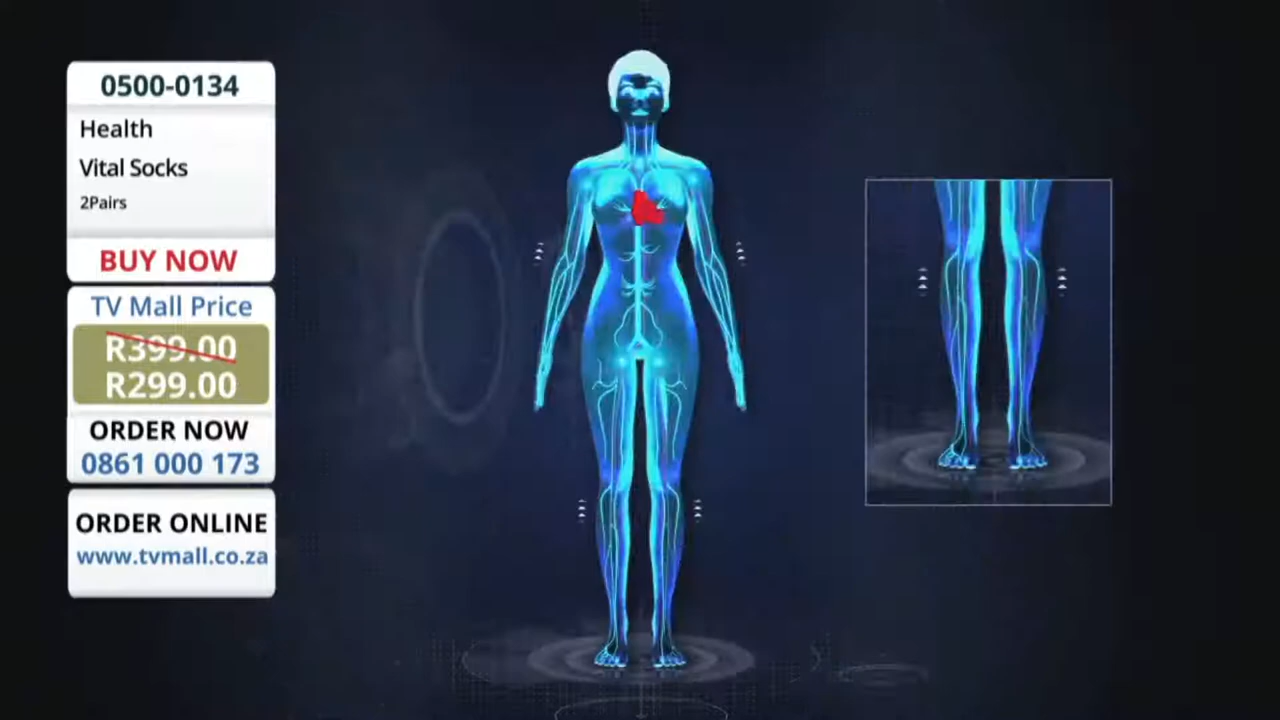 0500-0134
Health
Vital Socks
2Pairs
BUY NOW
TV Mall Price
R399.00
R299.00
ORDER NOW
0861 000 173
ORDER ONLINE
www.tvmall.co.za